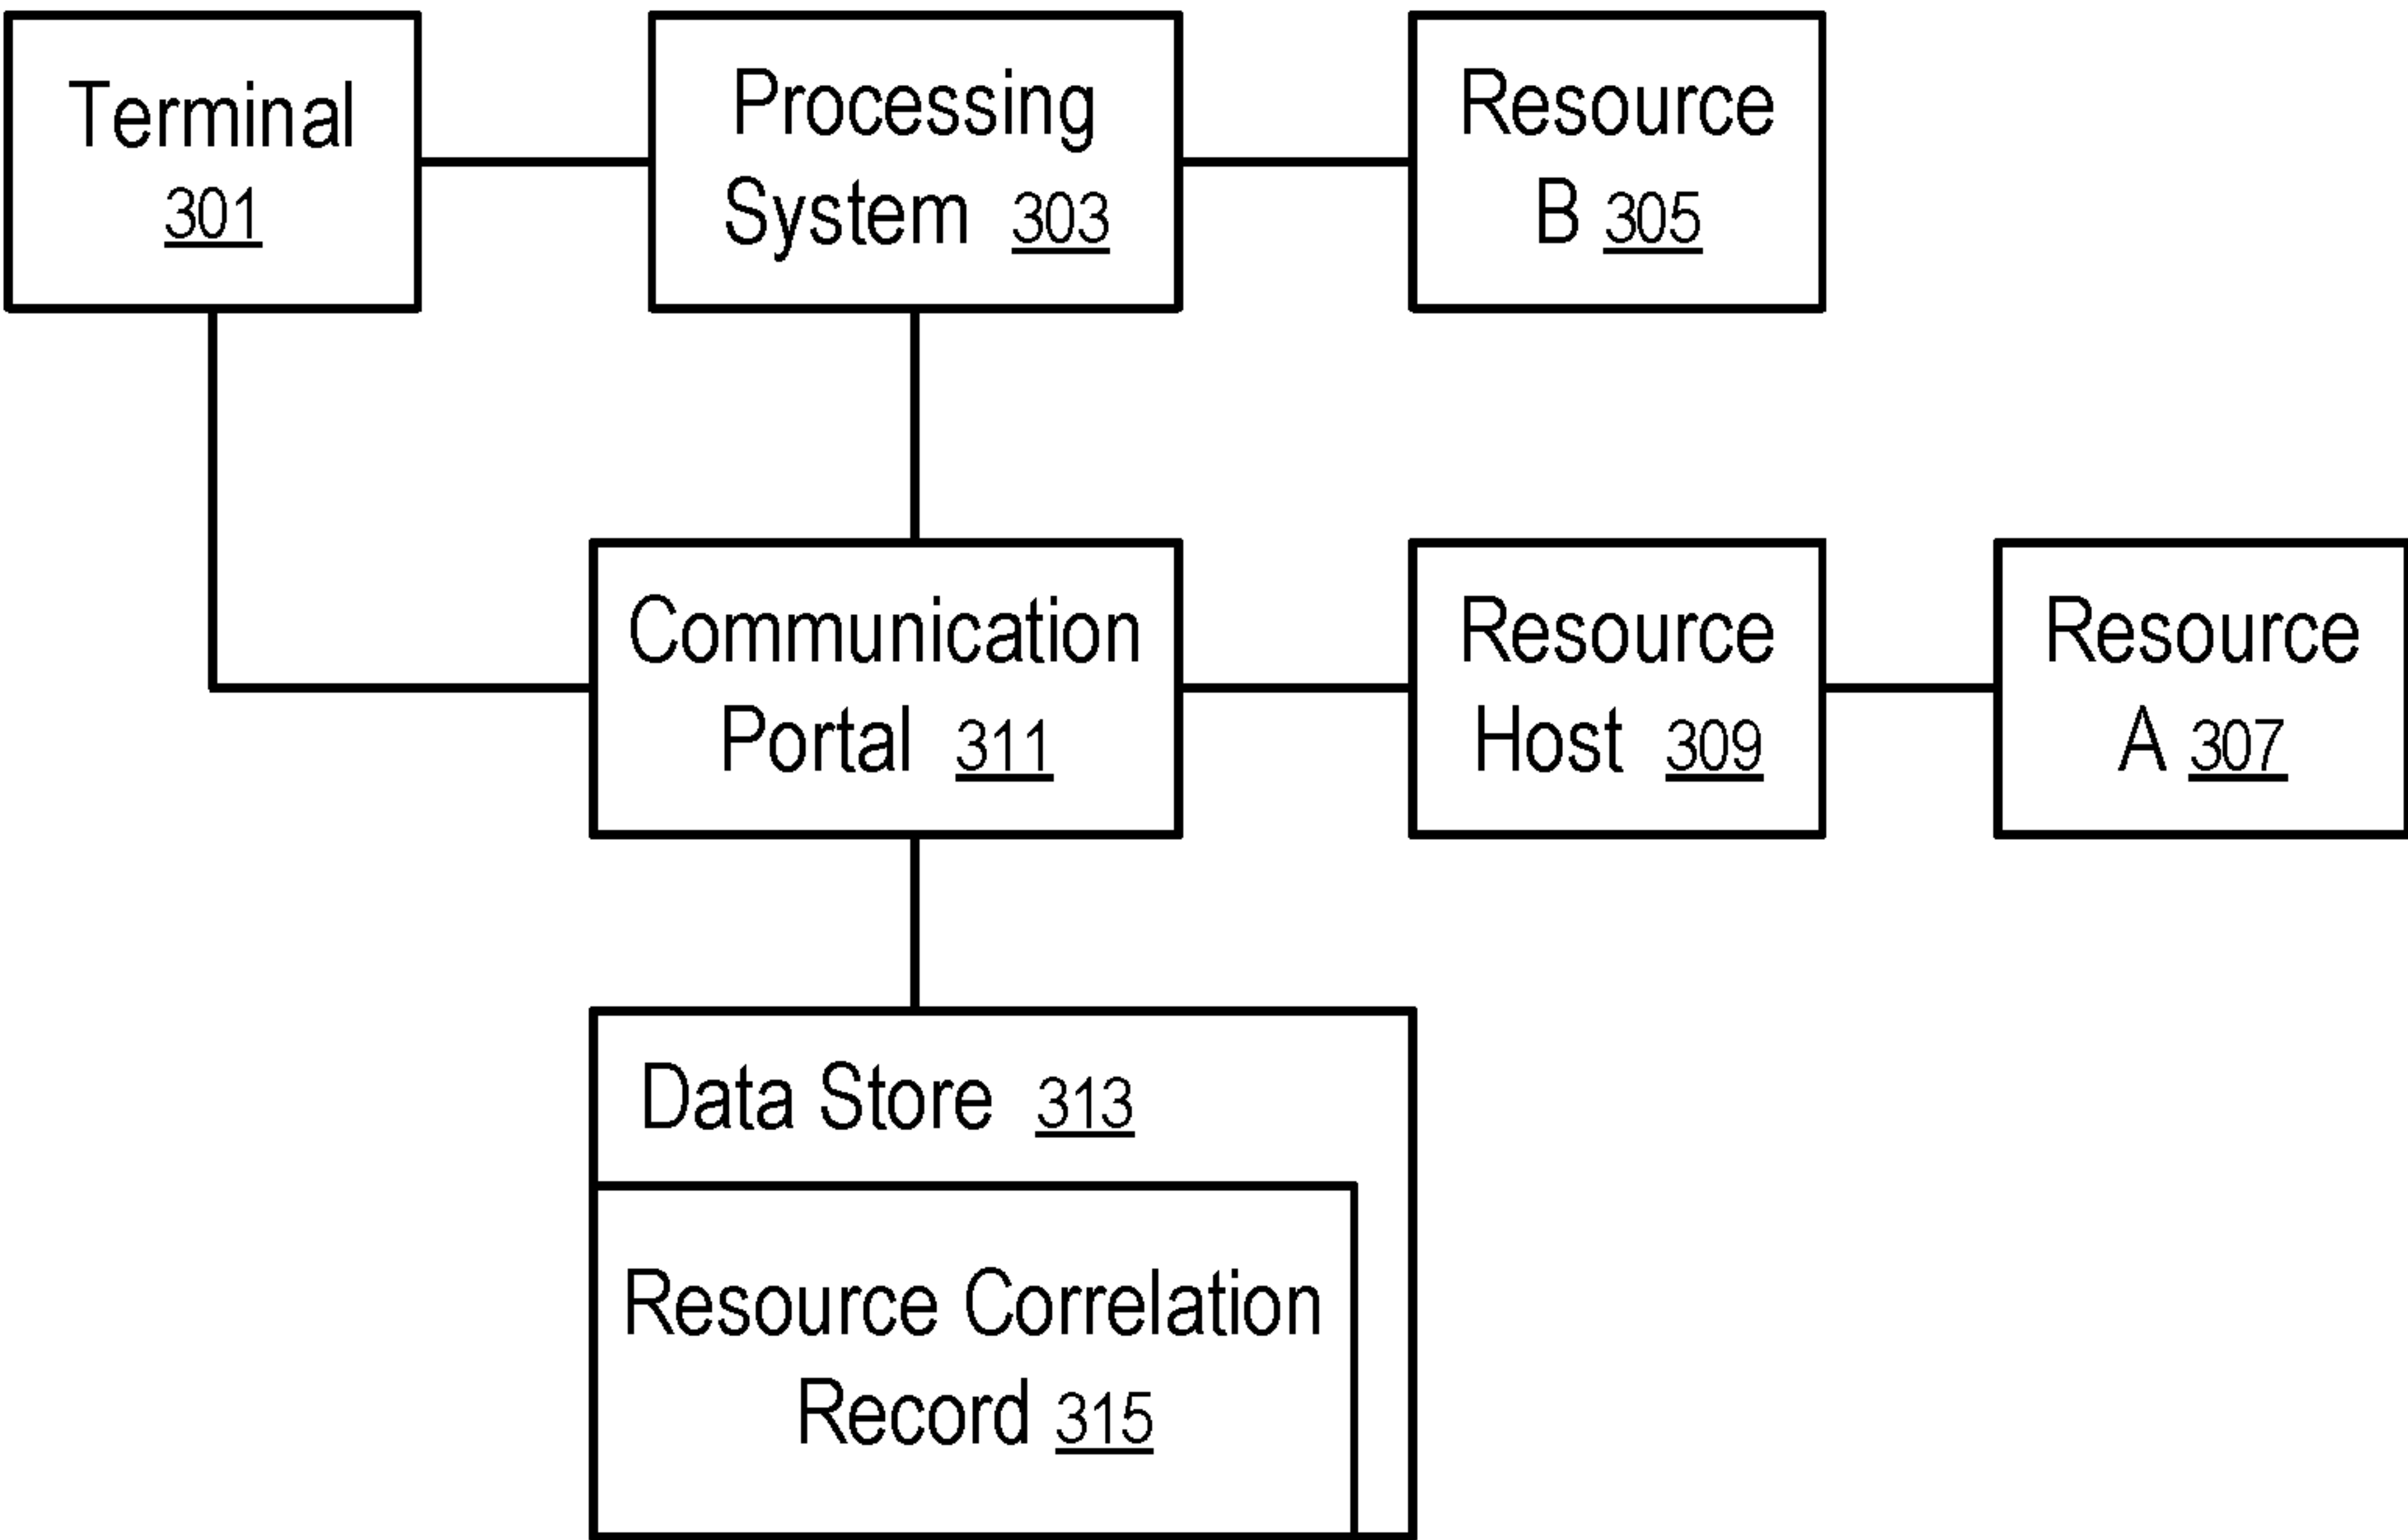 Terminal
301
Processing
System 303
Resource
B 305
Communication
Portal 311
Resource
Host 309
Resource
A 307
Data Store 313
Resource Correlation
Record 315